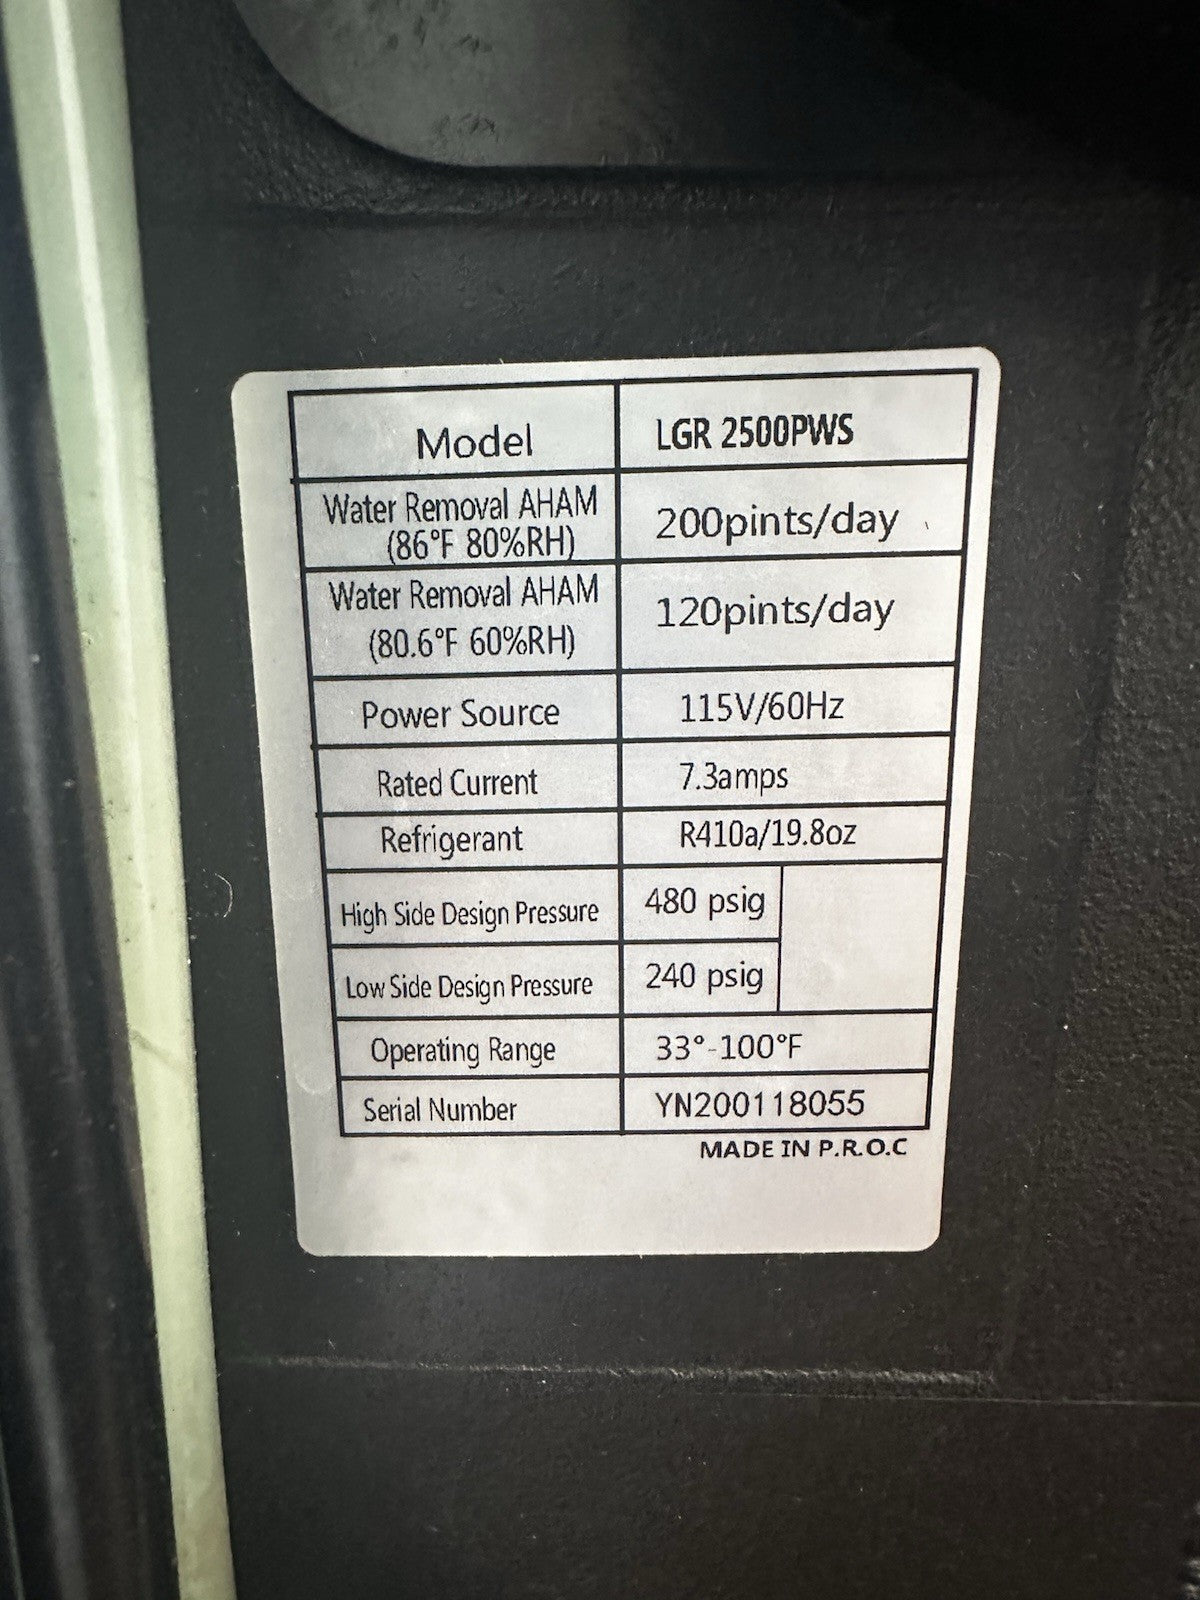 Model LGR 2500PWS
Water Removal AHAM
(86°F 80%RH) 200pints/day
Water Removal AHAM
(80.6°F 60%RH) 120pints/day
Power Source 115V/60Hz
Rated Current 7.3amps
Refrigerant R410a/19.8oz
High Side Design Pressure 480 psig
Low Side Design Pressure 240 psig
Operating Range 33°-100°F
Serial Number YN200118055
MADE IN P.R.O.C